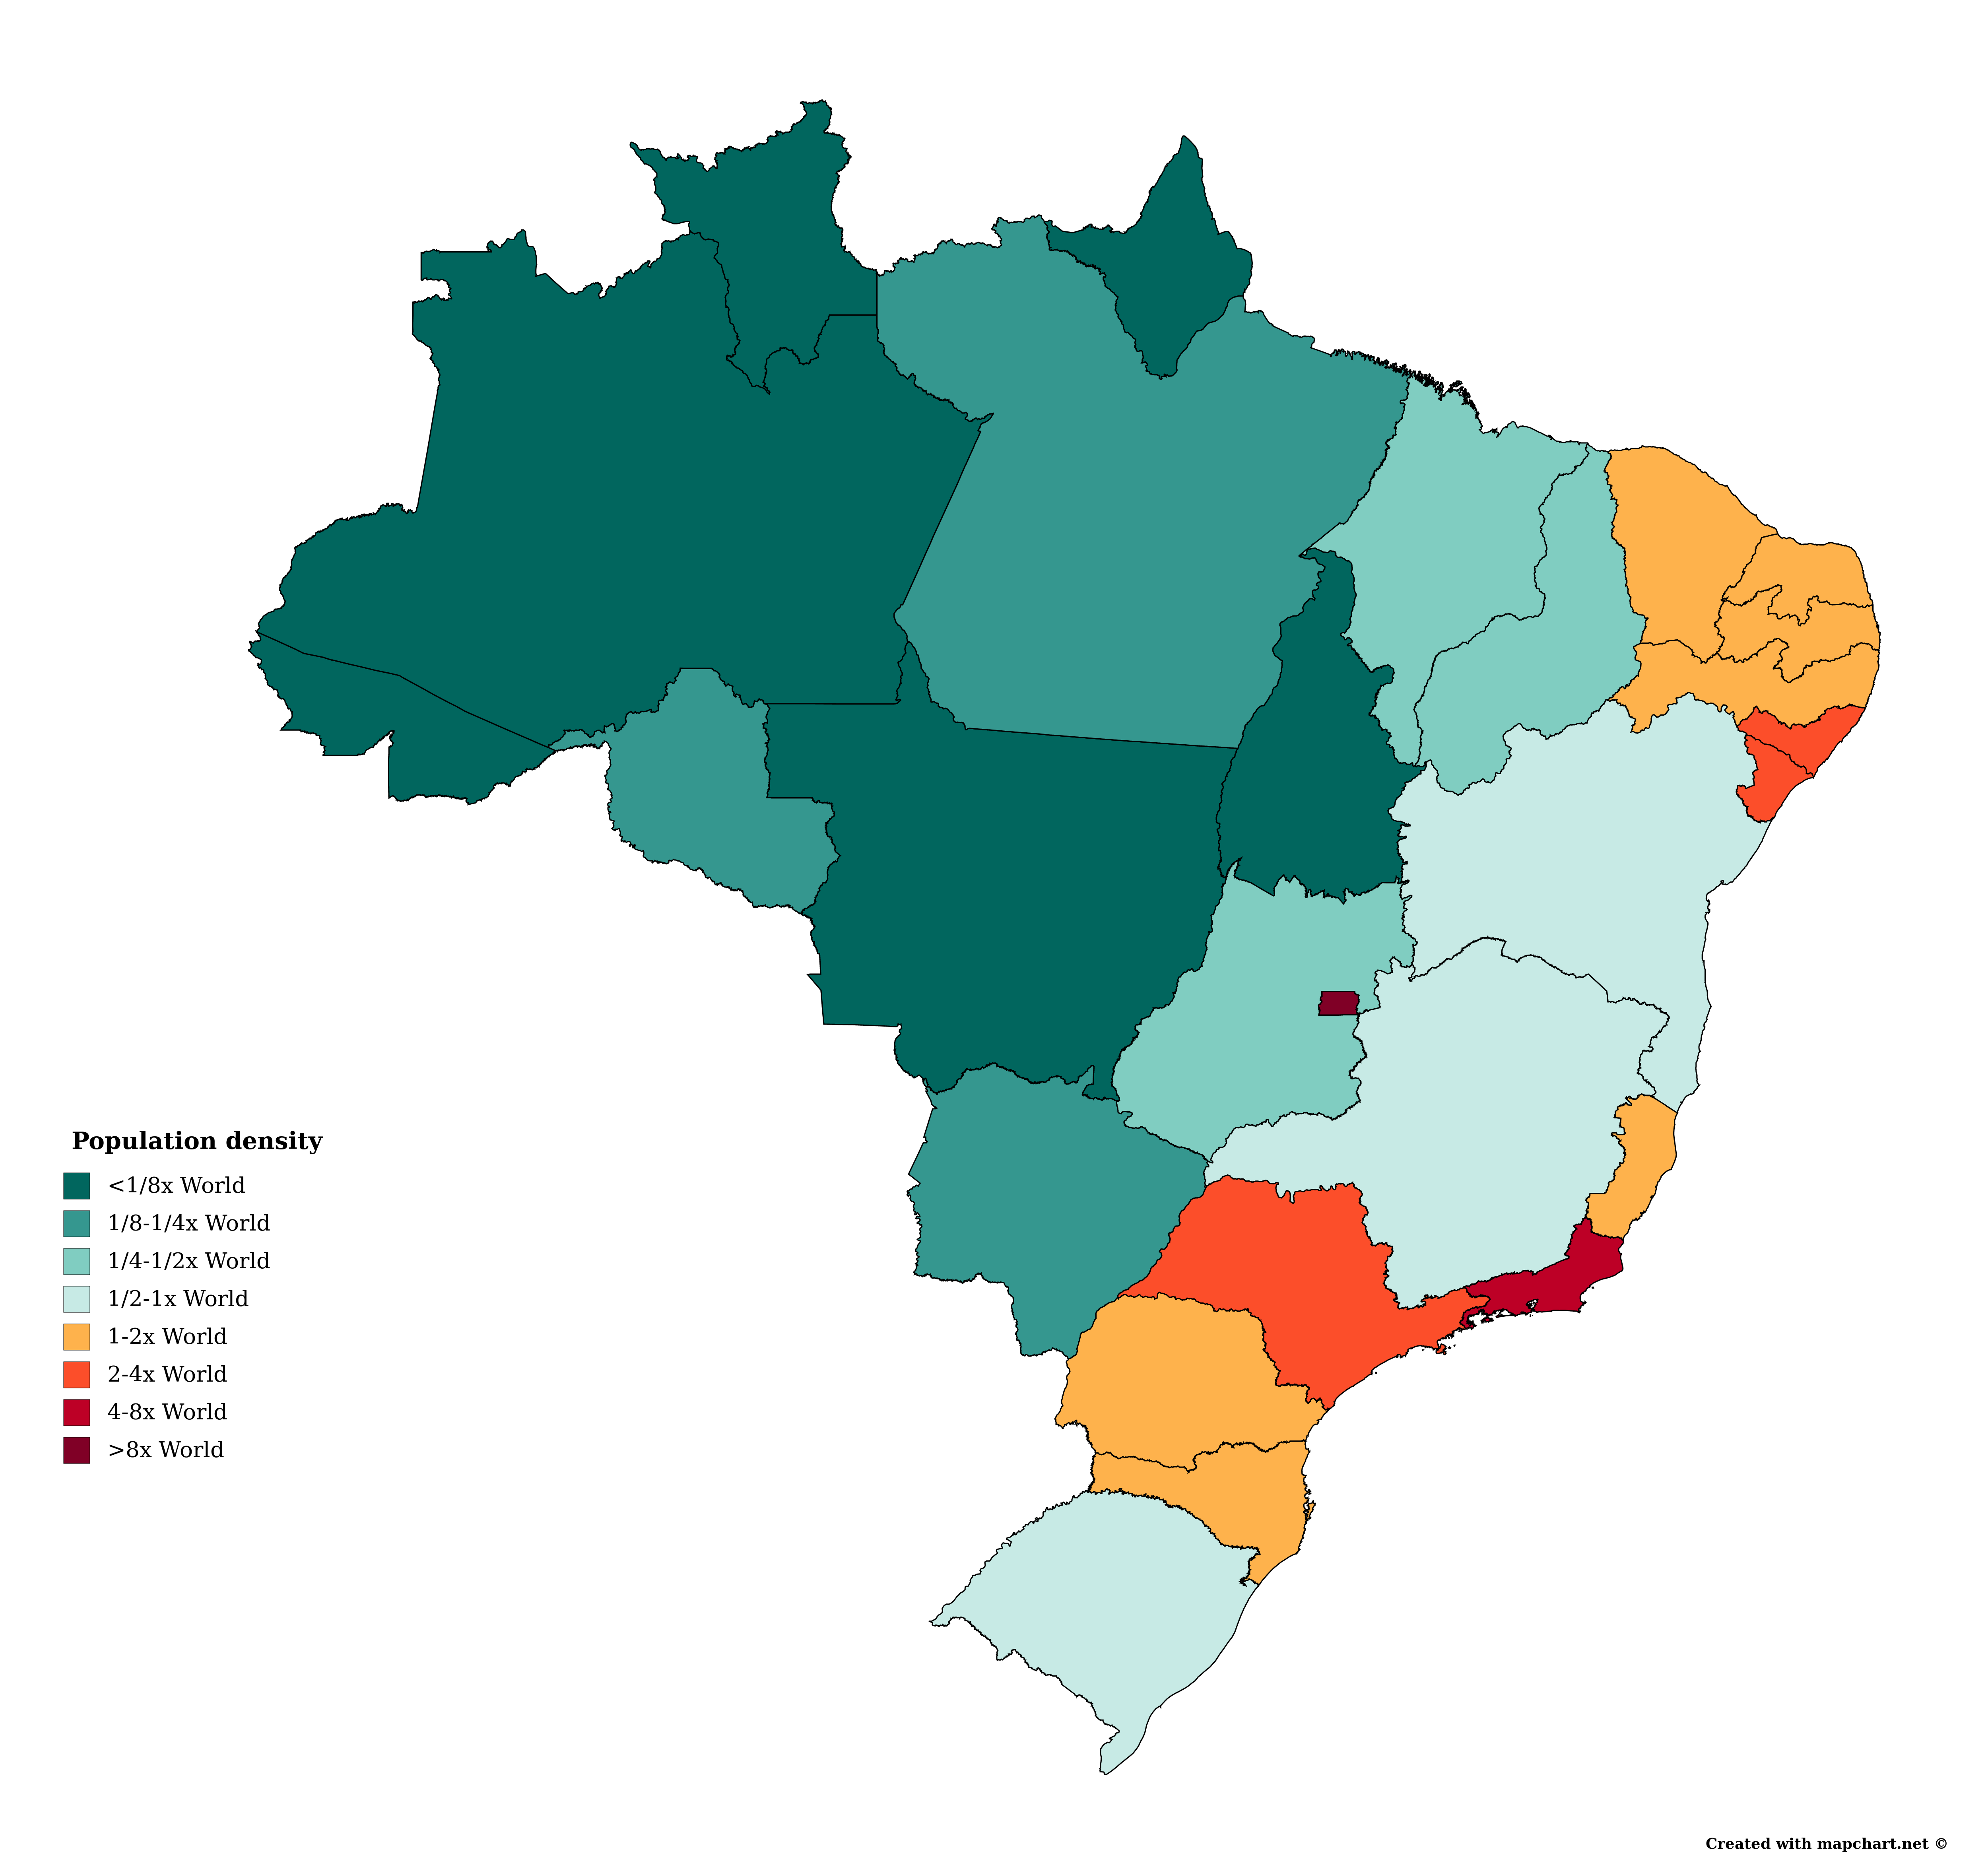 Population density
<1/8x World
1/8-1/4x World
1/4-1/2x World
1/2-1x World
1-2x World
2-4x World
4-8x World
>8x World
Created with mapchart.net ©